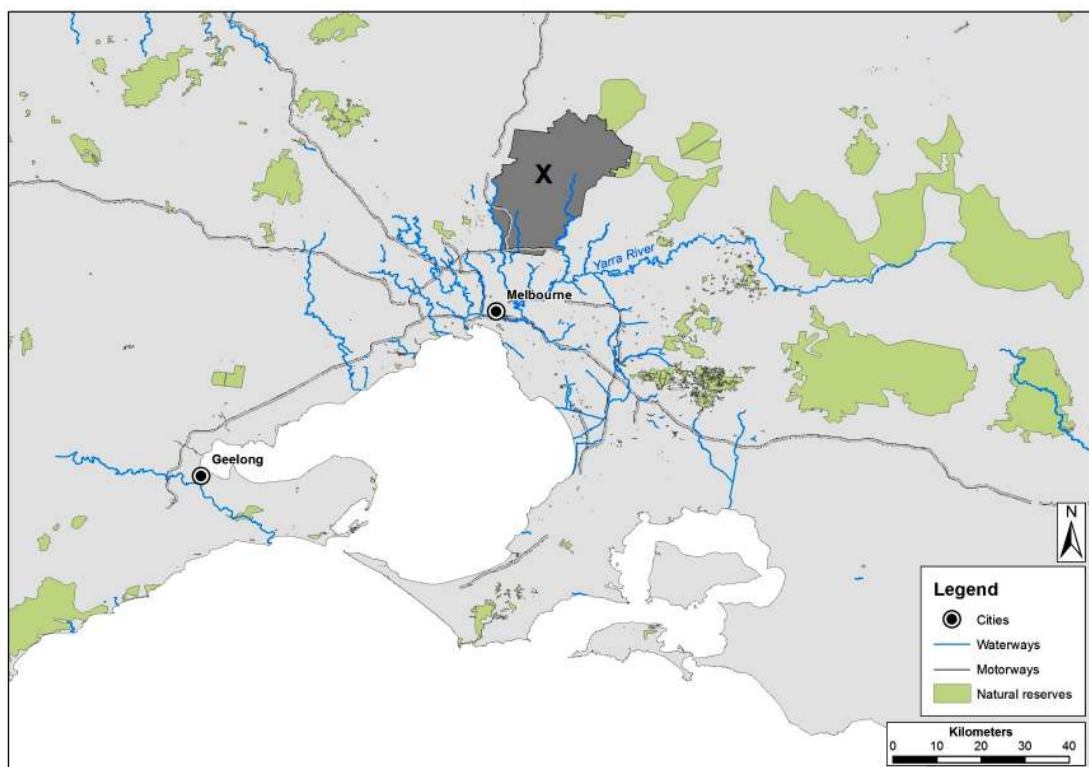 X
Yarra River
Melbourne
Geelong
N
Legend
Cities
Waterways
Motorways
Natural reserves
Kilometers
0 10 20 30 40